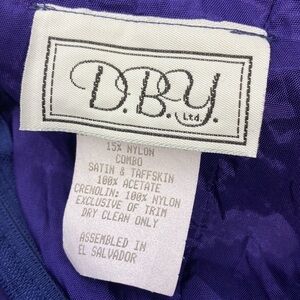 D.B.Y.
Ltd.
15% NYLON
COMBO
SATIN & TAFFSKIN
100% ACETATE
CRENOLIN: 100% NYLON
EXCLUSIVE OF TRIM
DRY CLEAN ONLY
ASSEMBLED IN
EL SALVADOR